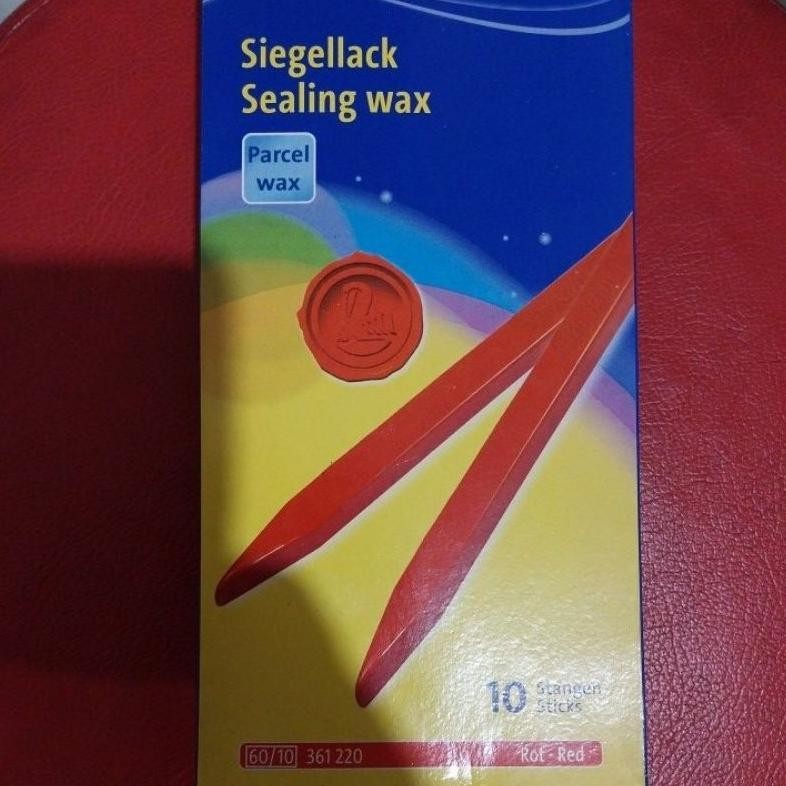 Siegellack
Sealing wax
Parcel
wax
10 Stangen
Sticks
60/10 361 220
Rot - Red